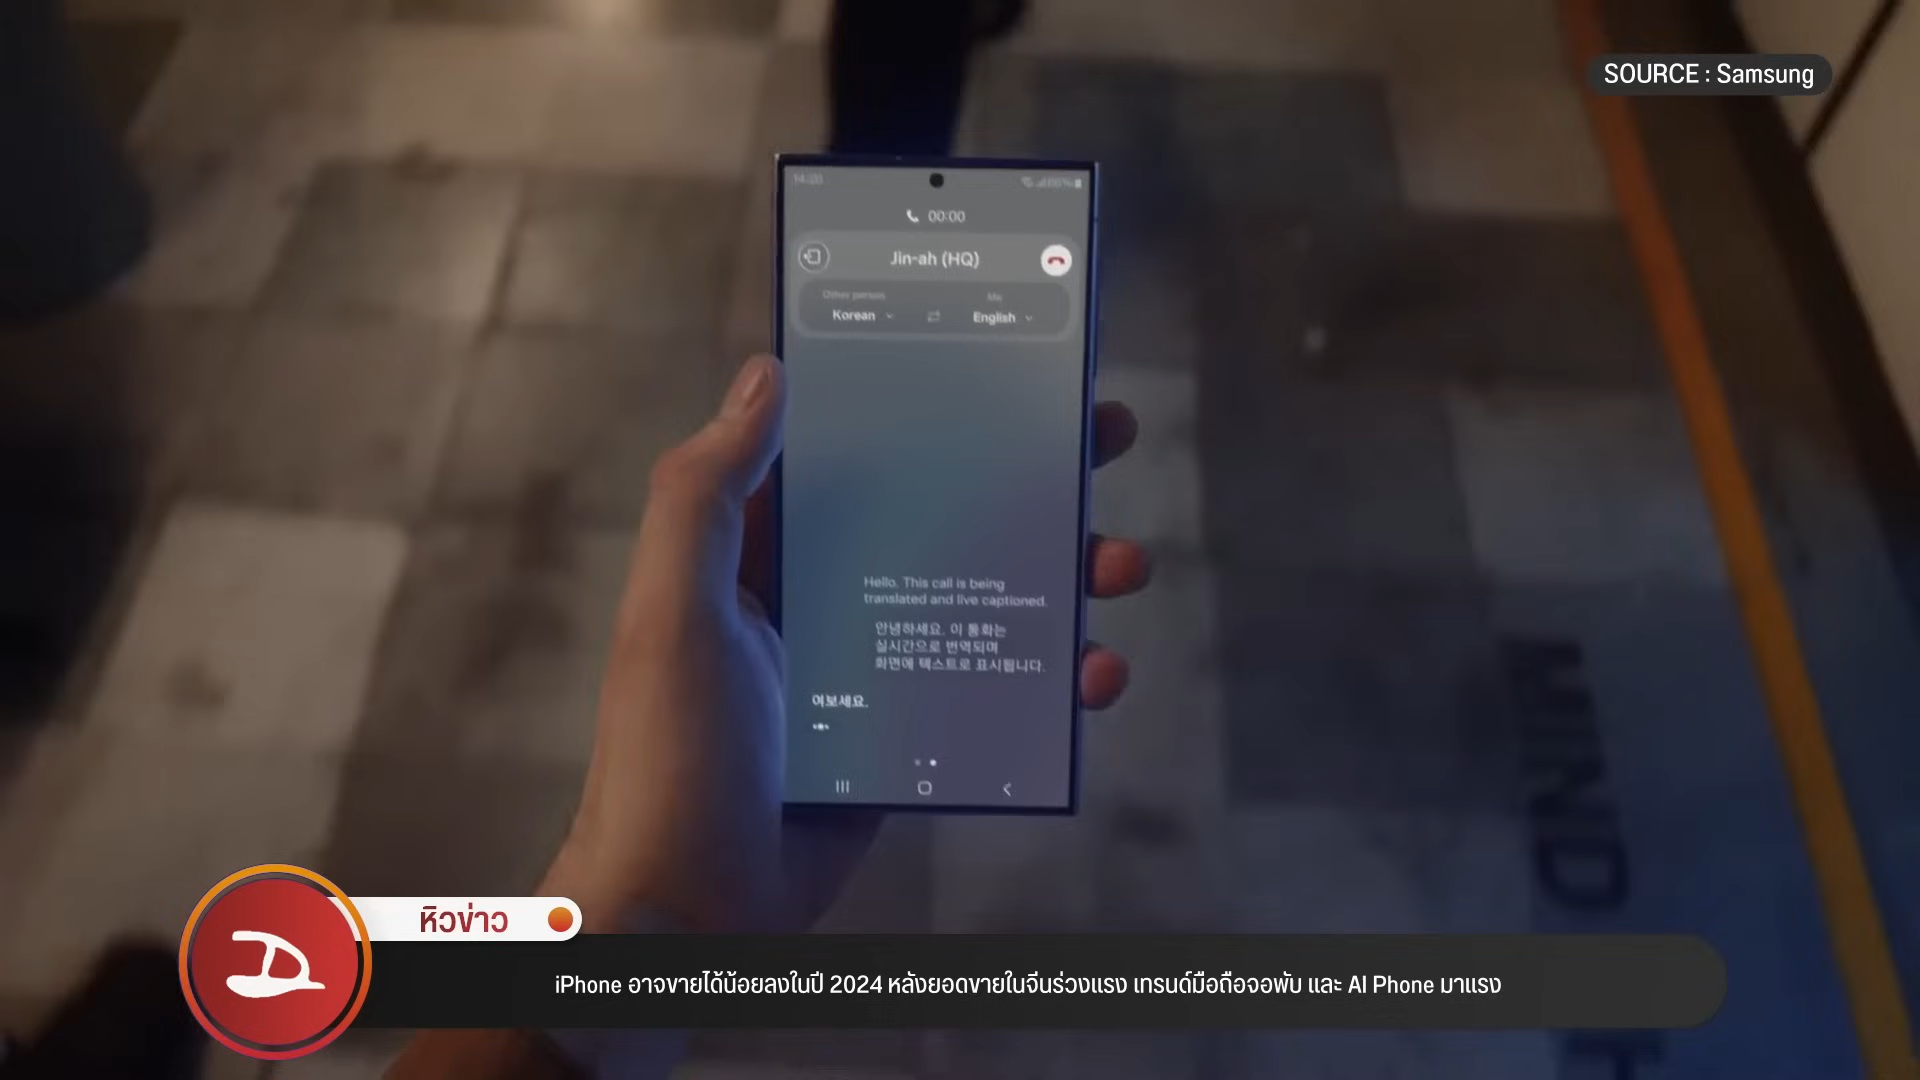 SOURCE : Samsung
00:00
Jin-ah (HQ)
Other person
Me
Korean
English
Hello. This call is being
translated and live captioned.
안녕하세요. 이 통화는
실시간으로 번역되며
화면에 텍스트로 표시됩니다.
여보세요.
MIND
หิวข่าว
iPhone อาจขายได้น้อยลงในปี 2024 หลังยอดขายในจีนร่วงแรง เทรนด์มือถือจอพับ และ AI Phone มาแรง